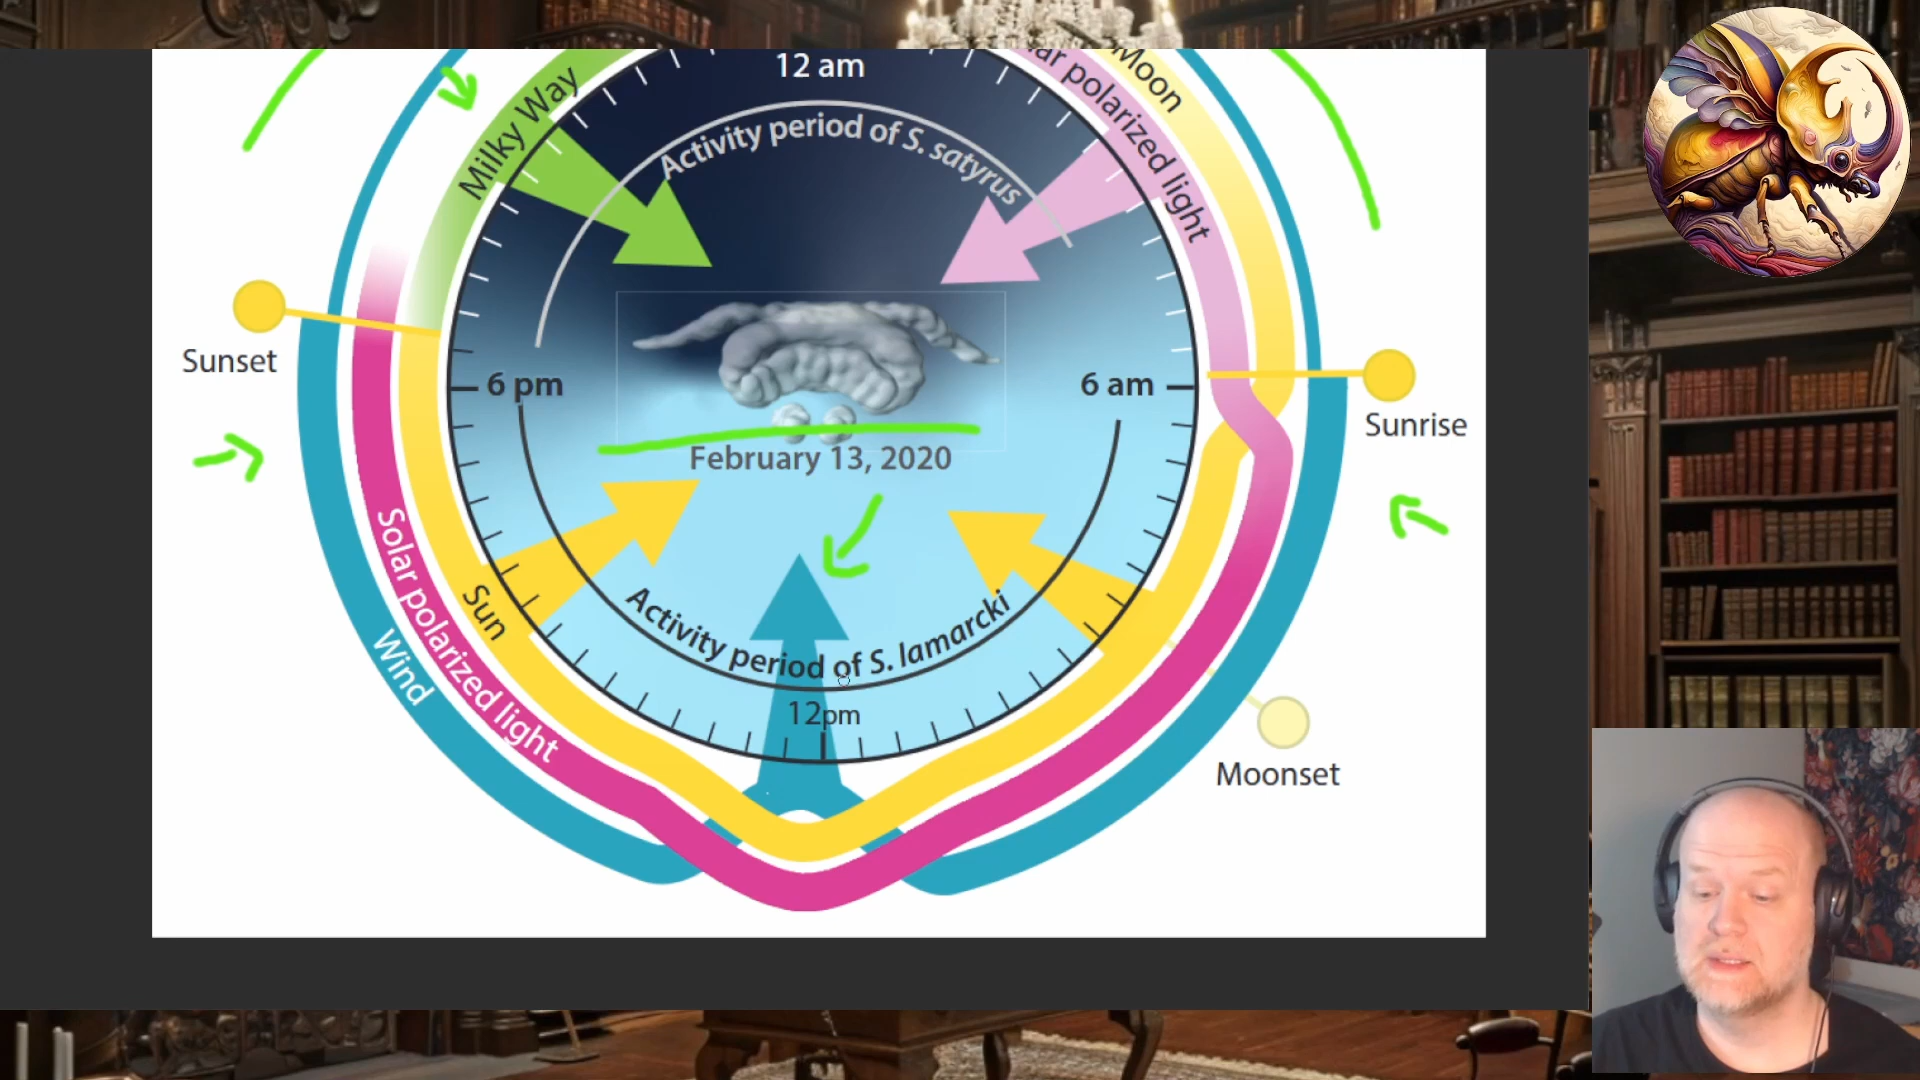 12 am
Moon
ar polarized light
Milky Way
Activity period of S. satyrus
Sunset
6 pm
6 am
Sunrise
February 13, 2020
Solar polarized light
Sun
Wind
Activity period of S. lamarcki
12pm
Moonset